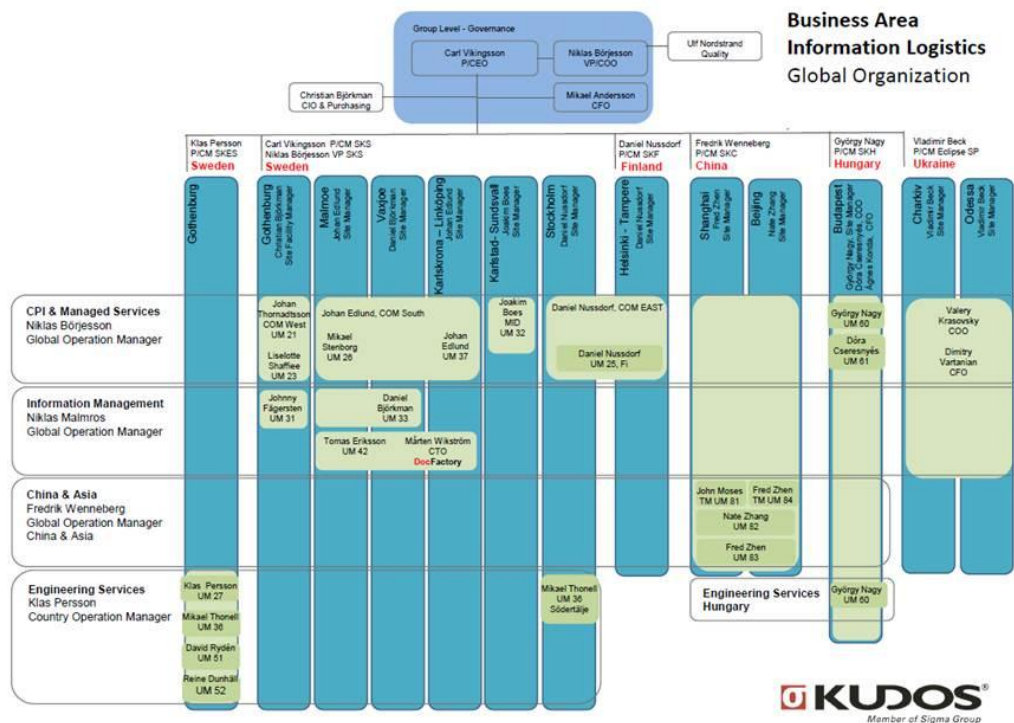 Business Area
Information Logistics
Global Organization
Group Level - Governance
Carl Vikingsson
P/CEO
Niklas Börjesson
VP/COO
Ulf Nordstrand
Quality
Christian Björkman
CIO & Purchasing
Mikael Andersson
CFO
Klas Persson
P/CM SKES
Sweden
Carl Vikingsson P/CM SKS
Niklas Börjesson VP SKS
Sweden
Daniel Nussdorf
P/CM SKF
Finland
Fredrik Wenneberg
P/CM SKC
China
György Nagy
P/CM SKH
Hungary
Vladimir Beck
P/CM Eclipse SP
Ukraine
Gothenburg
Gothenburg
Christian Björkman
Site Facility Manager
Malmoe
Johan Edlund
Site Manager
Vaxjoe
Daniel Björkman
Site Manager
Karlskrona – Linköping
Johan Edlund
Site Manager
Karlstad- Sundsvall
Joakim Boes
Site Manager
Stockholm
Daniel Nussdorf
Site Manager
Helsinki - Tampere
Daniel Nussdorf
Site Manager
Shanghai
Fred Zhen
Site Manager
Beijing
Nate Zhang
Site Manager
Budapest
György Nagy, Site Manager
Dóra Cseresnyés, COO
Agnes Konda, CFO
Charkiv
Vladimir Beck
Site Manager
Odessa
Vladimir Beck
Site Manager
CPI & Managed Services
Niklas Börjesson
Global Operation Manager
Johan
Thornadtsson
COM West
UM 21
Liselotte
Shaffiee
UM 23
Johan Edlund, COM South
Mikael
Stenborg
UM 26
Johan
Edlund
UM 37
Joakim
Boes
MID
UM 32
Daniel Nussdorf, COM EAST
Daniel Nussdorf
UM 25, Fi
György Nagy
UM 60
Dóra
Cseresnyés
UM 61
Valery
Krasovsky
COO
Dimitry
Vartanian
CFO
Information Management
Niklas Malmros
Global Operation Manager
Johnny
Fägersten
UM 31
Daniel
Björkman
UM 33
Tomas Eriksson
UM 42
Mårten Wikström
CTO
DocFactory
China & Asia
Fredrik Wenneberg
Global Operation Manager
China & Asia
John Moses
TM UM 81
Fred Zhen
TM UM 84
Nate Zhang
UM 82
Fred Zhen
UM 83
Engineering Services
Klas Persson
Country Operation Manager
Klas Persson
UM 27
Mikael Thonell
UM 36
David Rydén
UM 51
Reine Dunhäll
UM 52
Mikael Thonell
UM 36
Södertälje
Engineering Services
Hungary
György Nagy
UM 60
KUDOS®
Member of Sigma Group